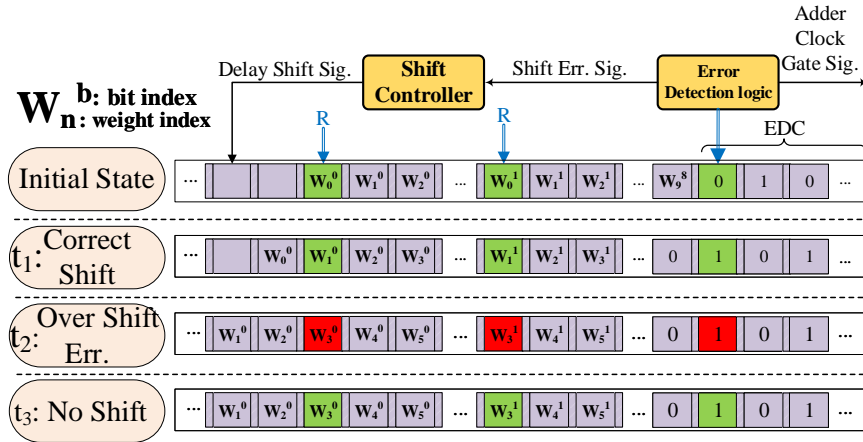 Adder
Clock
Gate Sig.
Delay Shift Sig.
Shift
Controller
Shift Err. Sig.
Error
Detection logic
W_n^b: bit index
n: weight index
R
R
EDC
Initial State
... W₀⁰ W₁⁰ W₂⁰ ... W₀¹ W₁¹ W₂¹ ... W₉⁸ 0 1 0 ...
t₁: Correct
Shift
... W₀⁰ W₁⁰ W₂⁰ W₃⁰ ... W₁¹ W₂¹ W₃¹ ... 0 1 0 1 ...
t₂: Over Shift
Err.
... W₁⁰ W₂⁰ W₃⁰ W₄⁰ W₅⁰ ... W₃¹ W₄¹ W₅¹ ... 0 1 0 1 ...
t₃: No Shift
... W₁⁰ W₂⁰ W₃⁰ W₄⁰ W₅⁰ ... W₃¹ W₄¹ W₅¹ ... 0 1 0 1 ...